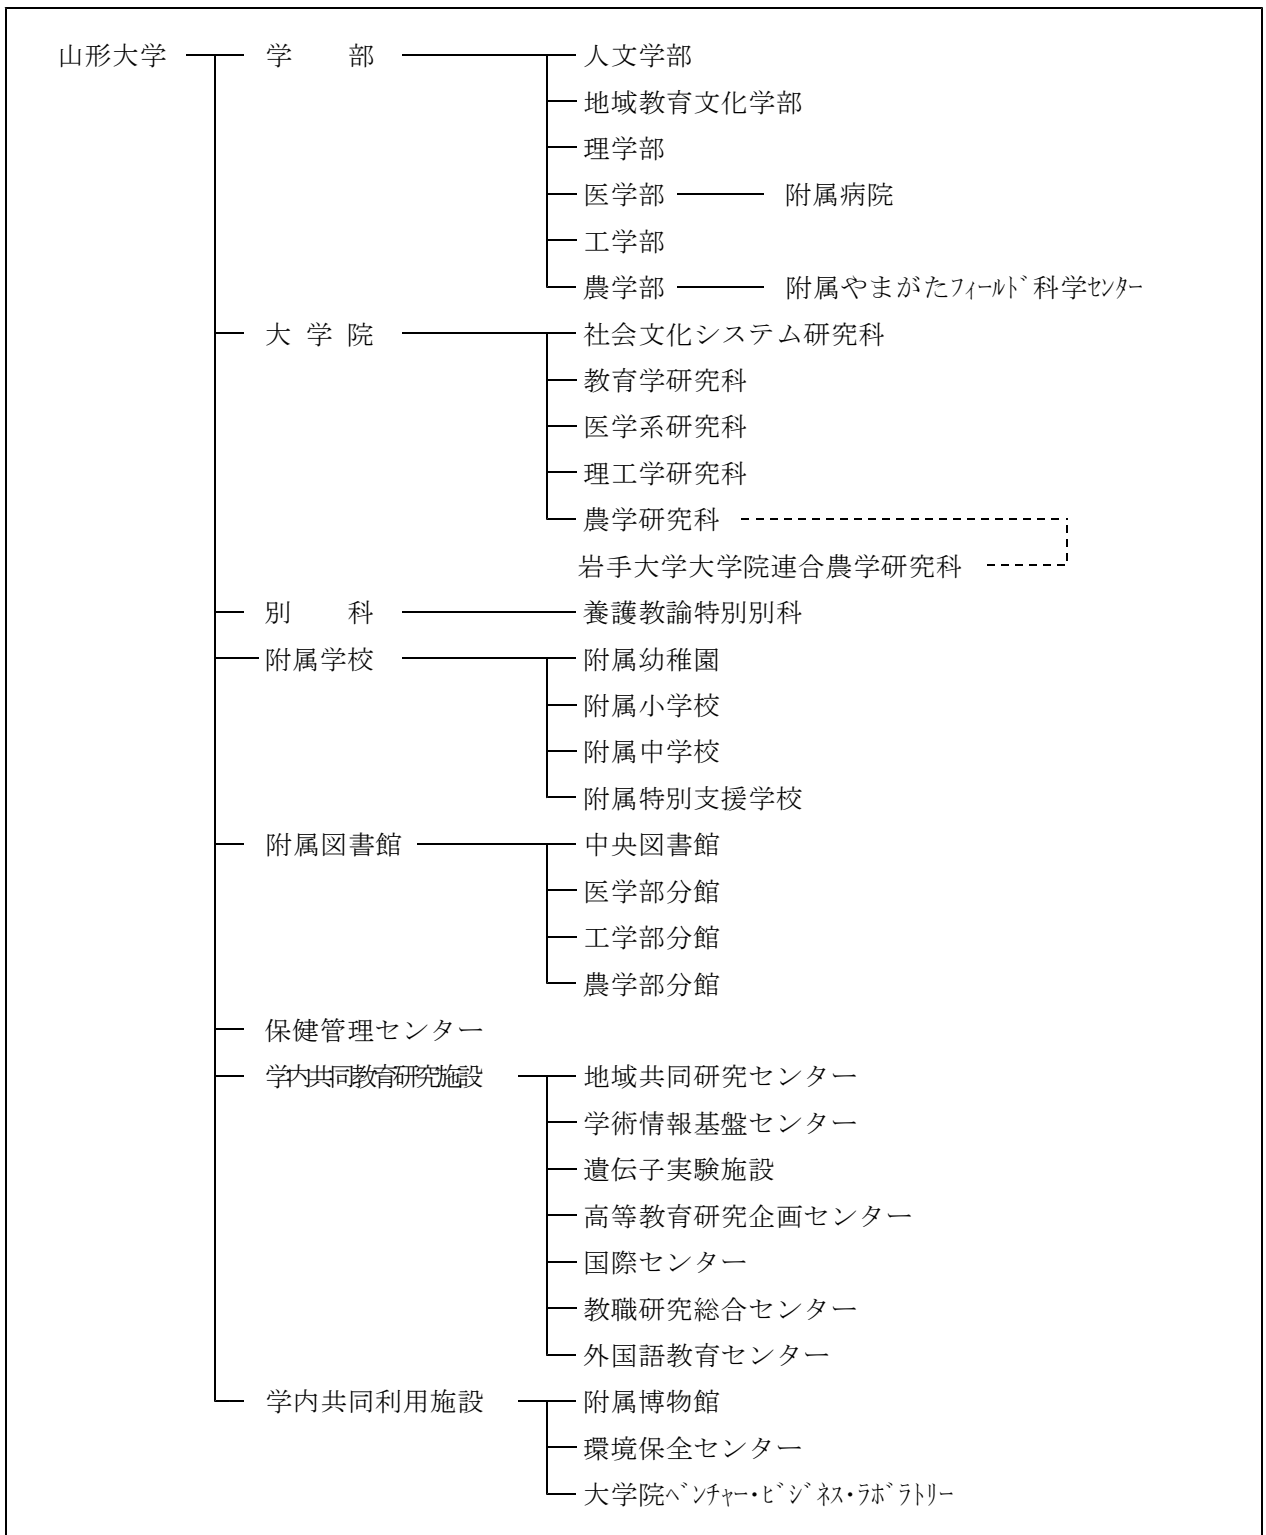 山形大学 学部 人文学部
地域教育文化学部
理学部
医学部 附属病院
工学部
農学部 附属やまがたﾌｨｰﾙﾄﾞ科学ｾﾝﾀｰ
大学院 社会文化システム研究科
教育学研究科
医学系研究科
理工学研究科
農学研究科
岩手大学大学院連合農学研究科
別科 養護教諭特別別科
附属学校 附属幼稚園
附属小学校
附属中学校
附属特別支援学校
附属図書館 中央図書館
医学部分館
工学部分館
農学部分館
保健管理センター
学内共同教育研究施設 地域共同研究センター
学術情報基盤センター
遺伝子実験施設
高等教育研究企画センター
国際センター
教職研究総合センター
外国語教育センター
学内共同利用施設 附属博物館
環境保全センター
大学院ﾍﾞﾝﾁｬｰ･ﾋﾞｼﾞﾈｽ･ﾗﾎﾞﾗﾄﾘｰ